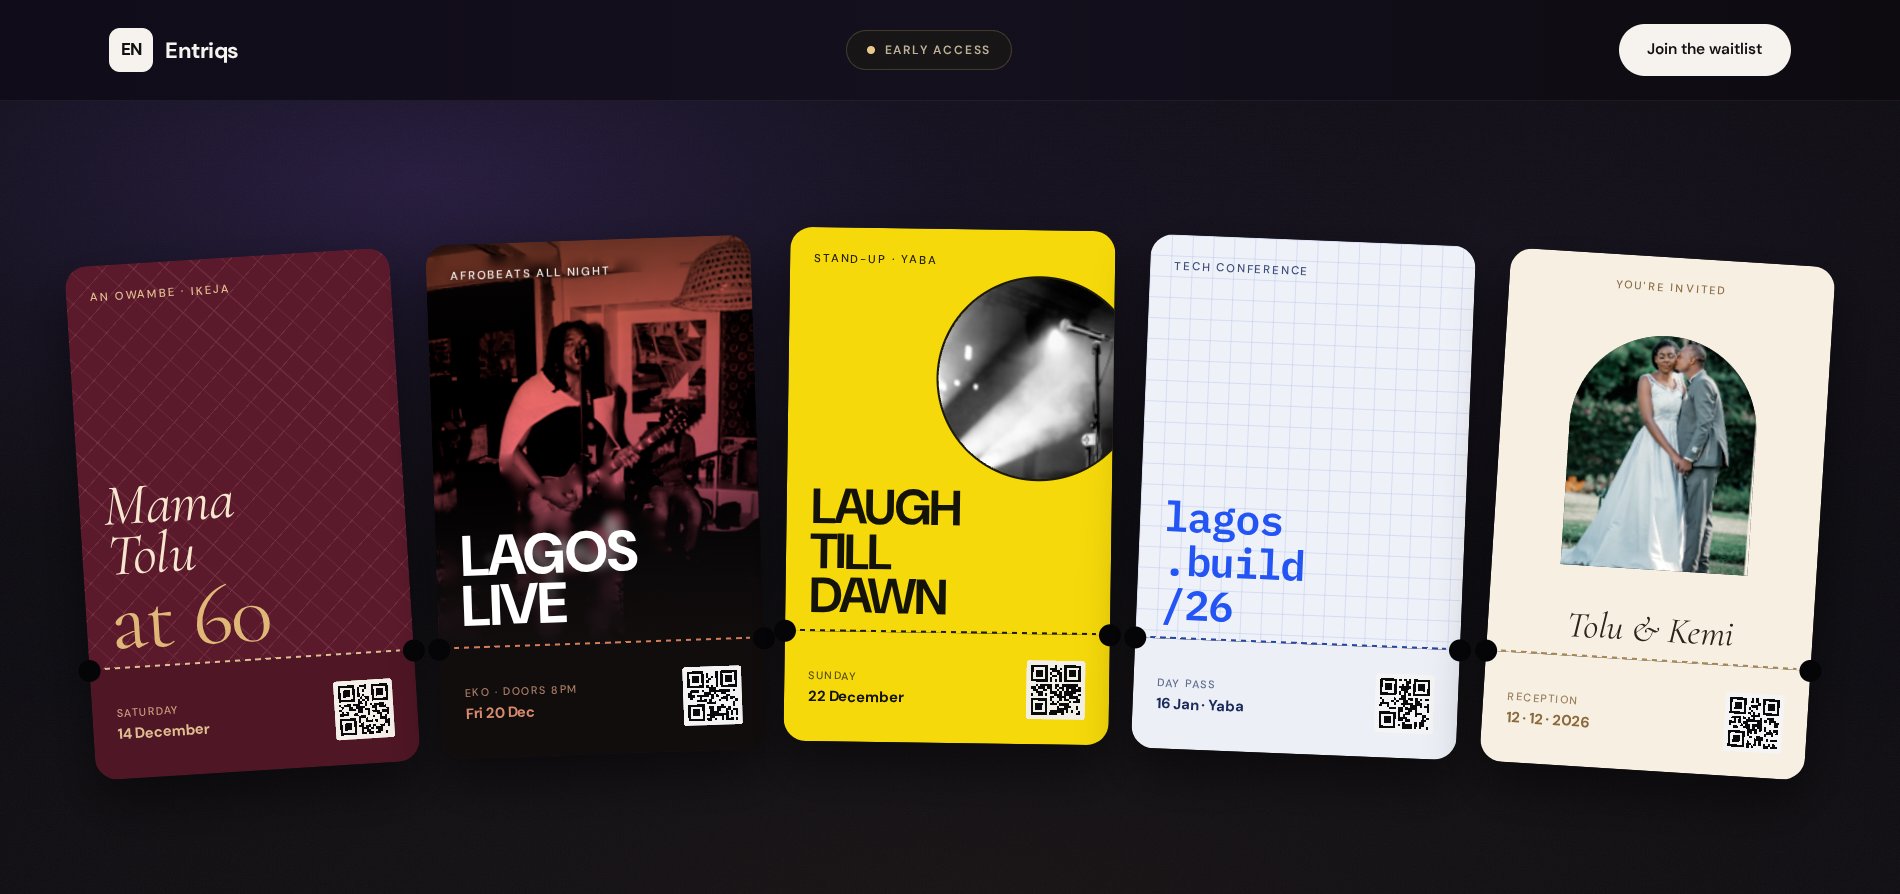 EN
Entriqs
EARLY ACCESS
Join the waitlist
AN OWAMBE · IKEJA
Mama
Tolu
at 60
SATURDAY
14 December
AFROBEATS ALL NIGHT
LAGOS
LIVE
EKO · DOORS 8PM
Fri 20 Dec
STAND-UP · YABA
LAUGH
TILL
DAWN
SUNDAY
22 December
TECH CONFERENCE
lagos
.build
/26
DAY PASS
16 Jan · Yaba
YOU'RE INVITED
Tolu & Kemi
RECEPTION
12 · 12 · 2026